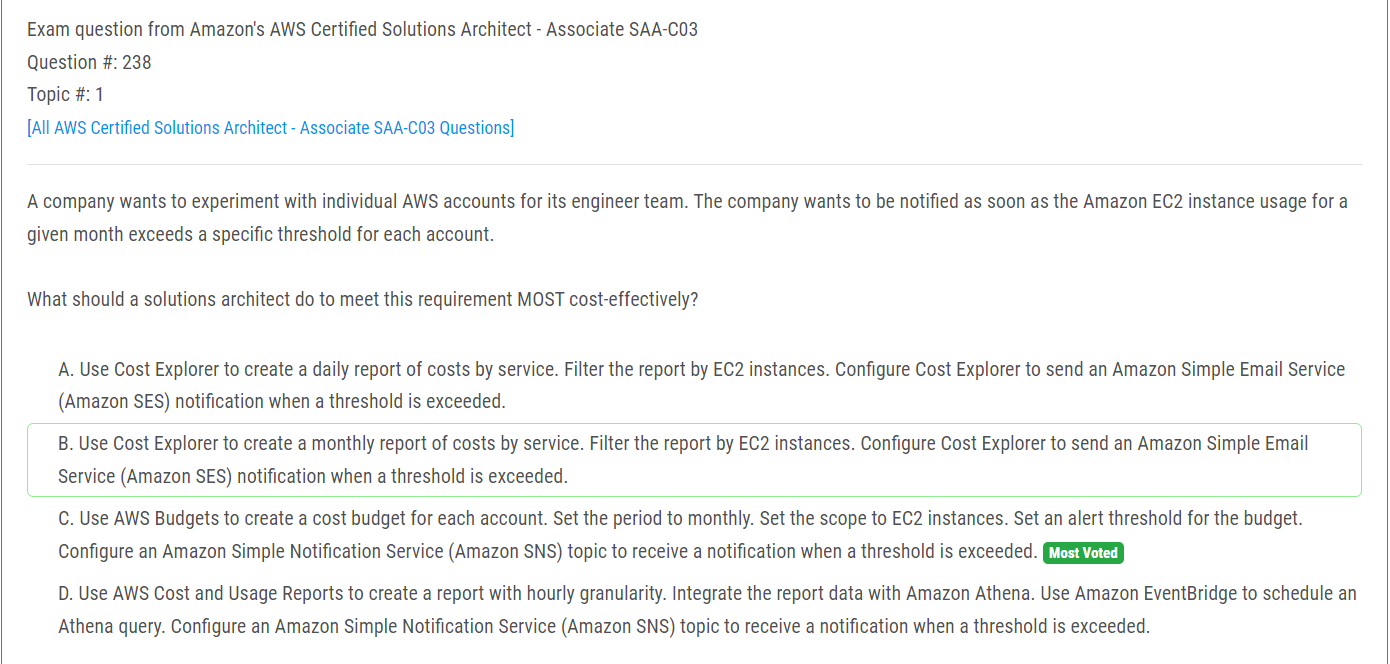 Exam question from Amazon's AWS Certified Solutions Architect - Associate SAA-C03
Question #: 238
Topic #: 1
[All AWS Certified Solutions Architect - Associate SAA-C03 Questions]
A company wants to experiment with individual AWS accounts for its engineer team. The company wants to be notified as soon as the Amazon EC2 instance usage for a
given month exceeds a specific threshold for each account.
What should a solutions architect do to meet this requirement MOST cost-effectively?
A. Use Cost Explorer to create a daily report of costs by service. Filter the report by EC2 instances. Configure Cost Explorer to send an Amazon Simple Email Service
(Amazon SES) notification when a threshold is exceeded.
B. Use Cost Explorer to create a monthly report of costs by service. Filter the report by EC2 instances. Configure Cost Explorer to send an Amazon Simple Email
Service (Amazon SES) notification when a threshold is exceeded.
C. Use AWS Budgets to create a cost budget for each account. Set the period to monthly. Set the scope to EC2 instances. Set an alert threshold for the budget.
Configure an Amazon Simple Notification Service (Amazon SNS) topic to receive a notification when a threshold is exceeded. Most Voted
D. Use AWS Cost and Usage Reports to create a report with hourly granularity. Integrate the report data with Amazon Athena. Use Amazon EventBridge to schedule an
Athena query. Configure an Amazon Simple Notification Service (Amazon SNS) topic to receive a notification when a threshold is exceeded.